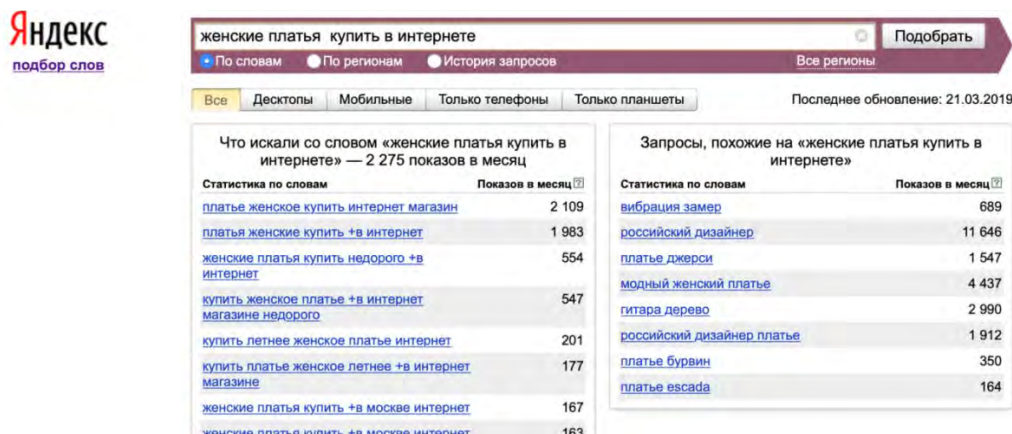 Яндекс
подбор слов
женские платья купить в интернете
Подобрать
По словам
По регионам
История запросов
Все регионы
Все
Десктопы
Мобильные
Только телефоны
Только планшеты
Последнее обновление: 21.03.2019
Что искали со словом «женские платья купить в
интернете» — 2 275 показов в месяц
Статистика по словам
Показов в месяц ?
платье женское купить интернет магазин 2 109
платья женские купить +в интернет 1 983
женские платья купить недорого +в 554
интернет
купить женское платье +в интернет 547
магазине недорого
купить летнее женское платье интернет 201
купить платье женское летнее +в интернет 177
магазине
женские платья купить +в москве интернет 167
женские платья купить +в москве интернет 163
Запросы, похожие на «женские платья купить в
интернете»
Статистика по словам
Показов в месяц ?
вибрация замер 689
российский дизайнер 11 646
платье джерси 1 547
модный женский платье 4 437
гитара дерево 2 990
российский дизайнер платье 1 912
платье бурвин 350
платье escada 164